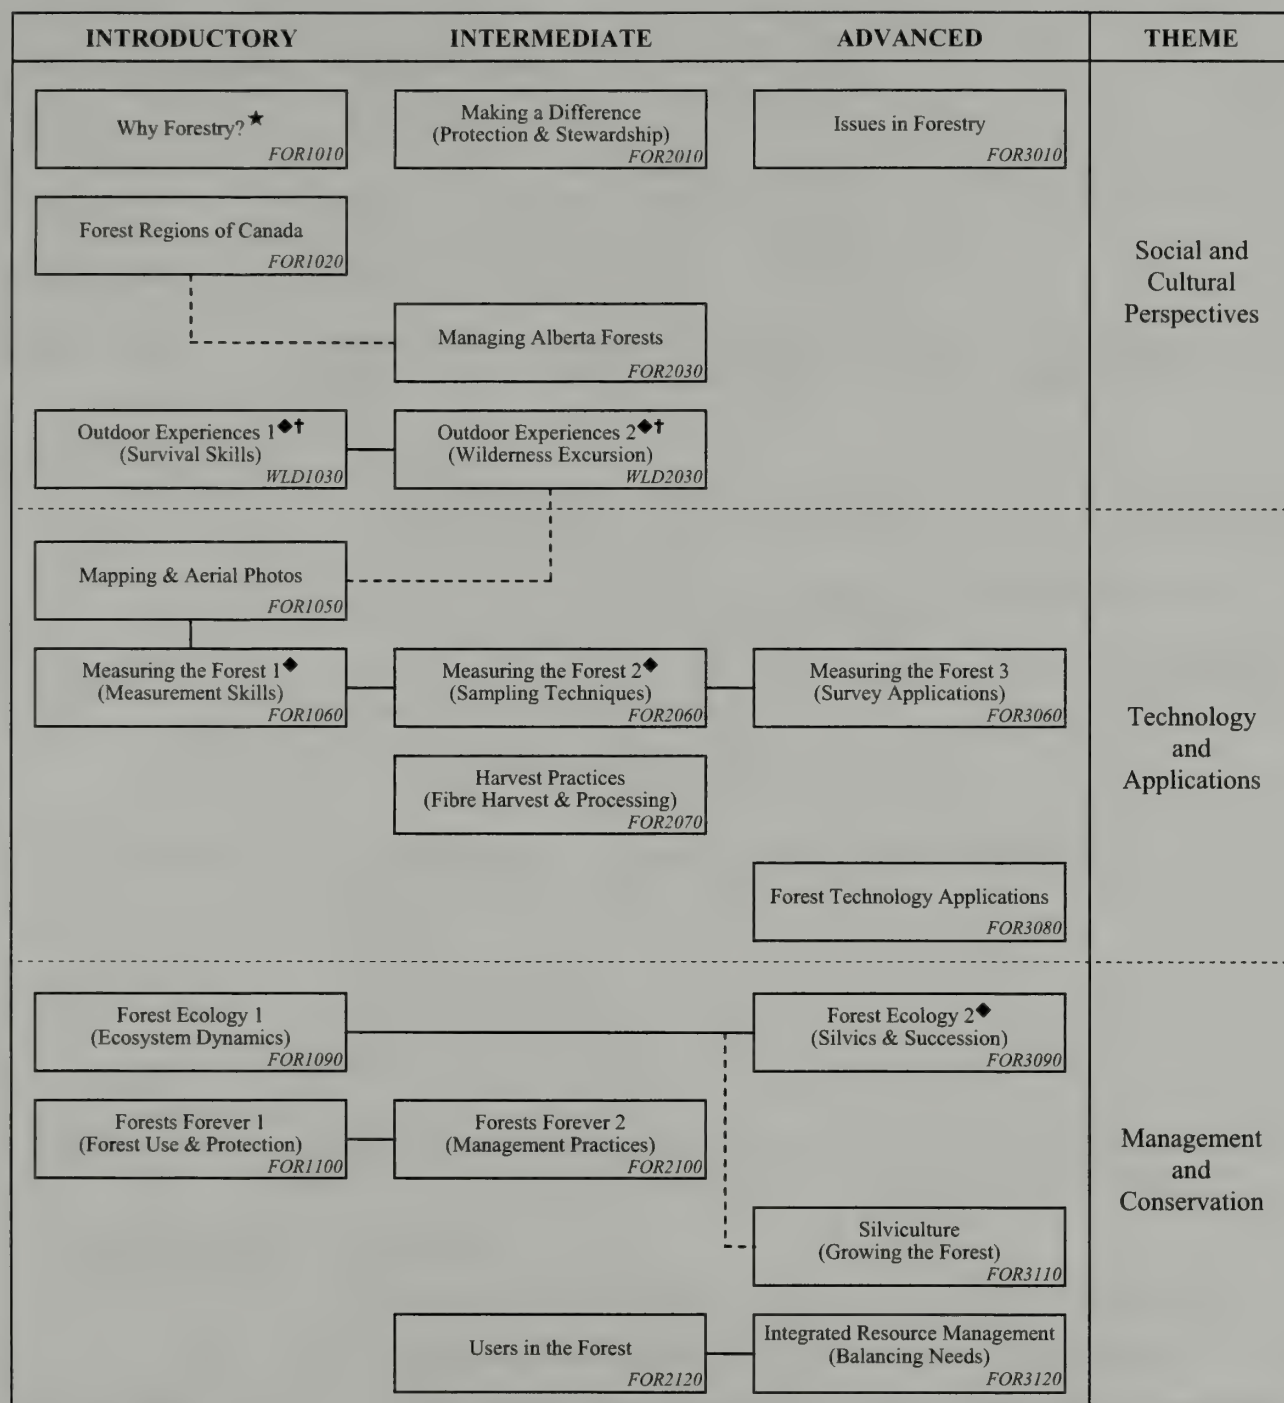 INTRODUCTORY INTERMEDIATE ADVANCED THEME
Why Forestry?★
FOR1010
Making a Difference
(Protection & Stewardship)
FOR2010
Issues in Forestry
FOR3010
Forest Regions of Canada
FOR1020
Managing Alberta Forests
FOR2030
Outdoor Experiences 1◆†
(Survival Skills)
WLD1030
Outdoor Experiences 2◆†
(Wilderness Excursion)
WLD2030
Social and
Cultural
Perspectives
Mapping & Aerial Photos
FOR1050
Measuring the Forest 1◆
(Measurement Skills)
FOR1060
Measuring the Forest 2◆
(Sampling Techniques)
FOR2060
Measuring the Forest 3
(Survey Applications)
FOR3060
Harvest Practices
(Fibre Harvest & Processing)
FOR2070
Forest Technology Applications
FOR3080
Technology
and
Applications
Forest Ecology 1
(Ecosystem Dynamics)
FOR1090
Forest Ecology 2◆
(Silvics & Succession)
FOR3090
Forests Forever 1
(Forest Use & Protection)
FOR1100
Forests Forever 2
(Management Practices)
FOR2100
Silviculture
(Growing the Forest)
FOR3110
Users in the Forest
FOR2120
Integrated Resource Management
(Balancing Needs)
FOR3120
Management
and
Conservation